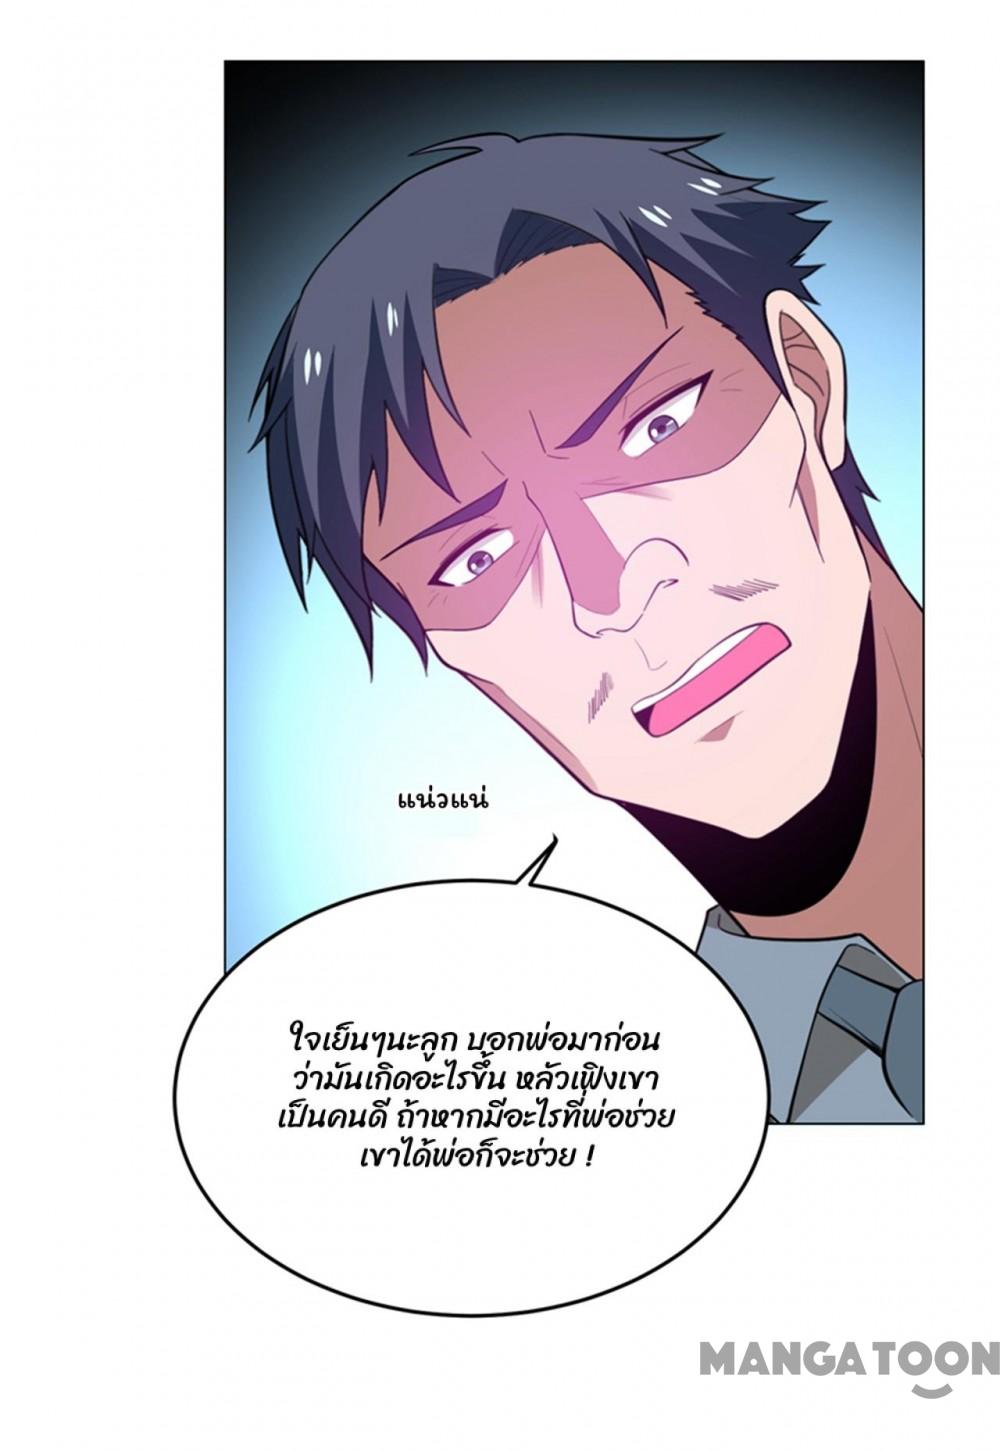 แน่วแน่
ใจเย็นๆนะลูก บอกพ่อมาก่อน
ว่ามันเกิดอะไรขึ้น หลัวเฟิงเขา
เป็นคนดี ถ้าหากมีอะไรที่พ่อช่วย
เขาได้พ่อก็จะช่วย !
MANGATOON